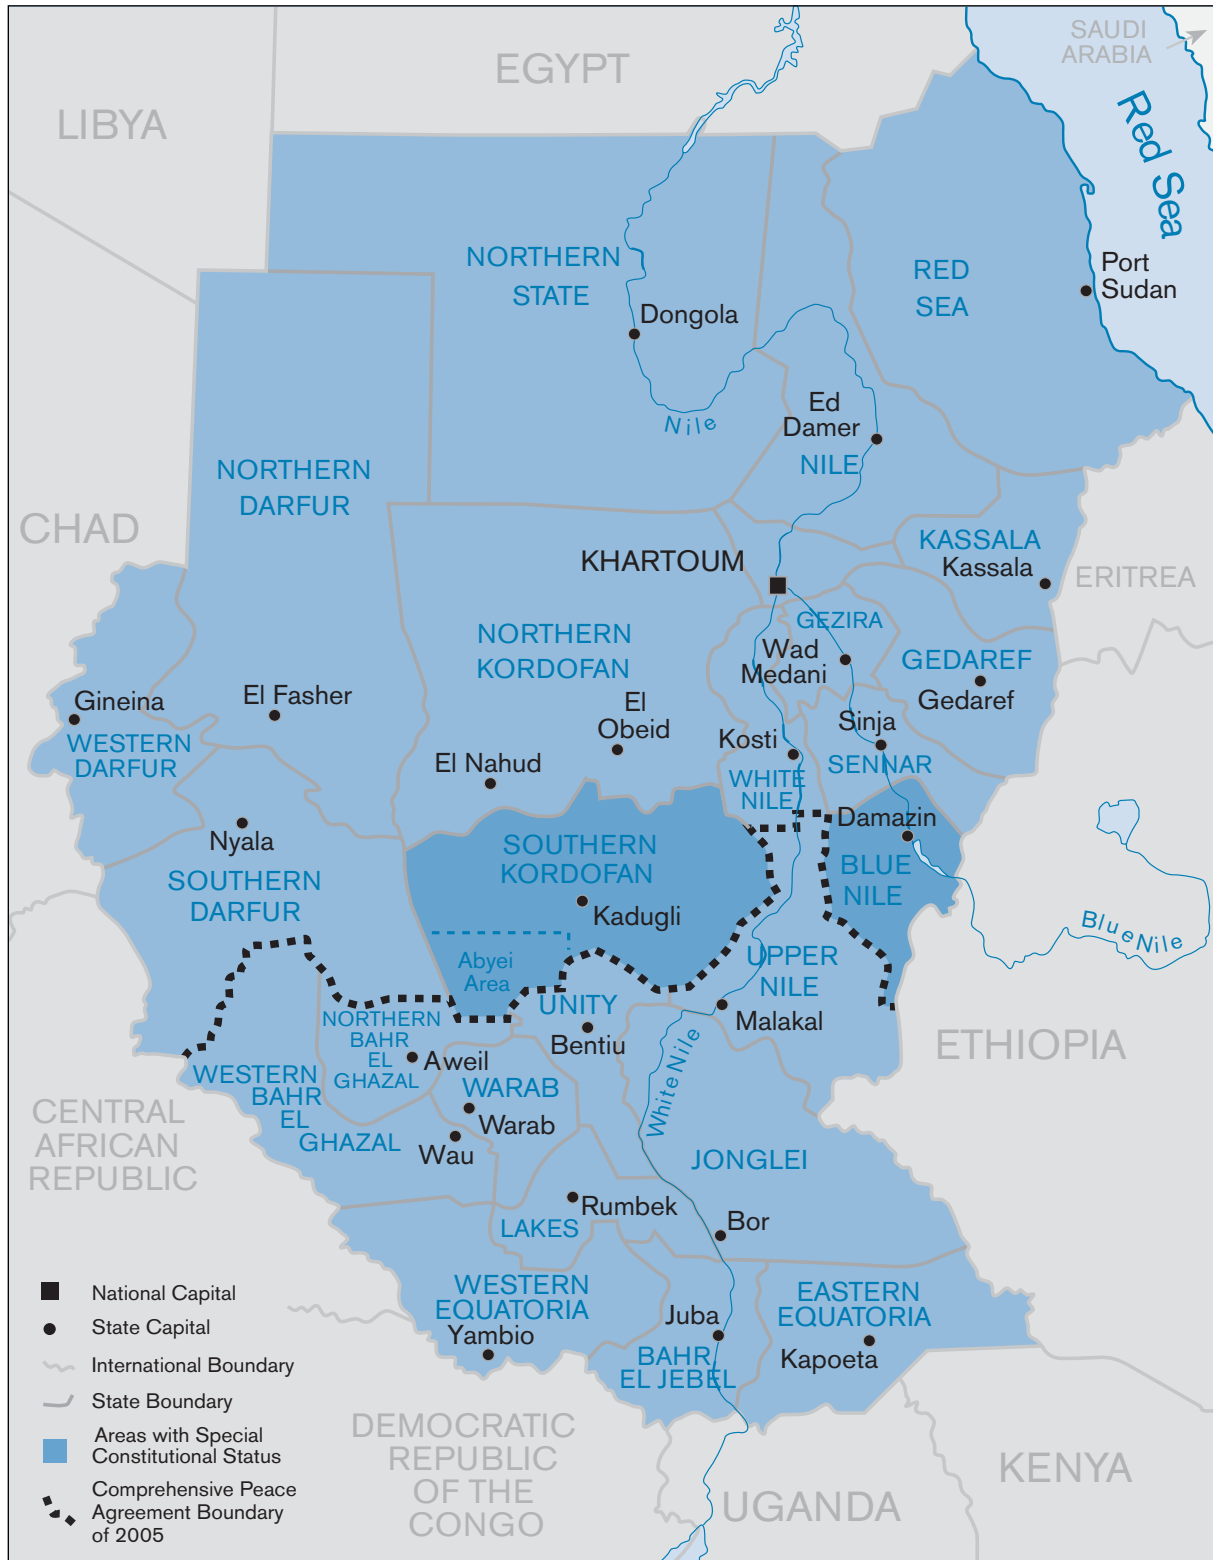 SAUDI
ARABIA
EGYPT
LIBYA
Red Sea
NORTHERN
STATE
RED
SEA
Port
Sudan
Dongola
Nile
Ed
Damer
NILE
NORTHERN
DARFUR
CHAD
KHARTOUM
KASSALA
Kassala
ERITREA
GEZIRA
NORTHERN
KORDOFAN
Wad
Medani
GEDAREF
Gedaref
Gineina
El Fasher
El
Obeid
Sinja
Kosti
WESTERN
DARFUR
El Nahud
SENNAR
WHITE
NILE
Damazin
Nyala
SOUTHERN
KORDOFAN
BLUE
NILE
SOUTHERN
DARFUR
Kadugli
Blue Nile
Abyei
Area
UPPER
NILE
UNITY
Malakal
NORTHERN
BAHR
EL
GHAZAL
Bentiu
ETHIOPIA
Aweil
White Nile
WESTERN
BAHR
EL
GHAZAL
WARAB
Warab
CENTRAL
AFRICAN
REPUBLIC
Wau
JONGLEI
Rumbek
LAKES
Bor
WESTERN
EQUATORIA
Yambio
EASTERN
EQUATORIA
Juba
Kapoeta
BAHR
EL JEBEL
DEMOCRATIC
REPUBLIC
OF THE
CONGO
UGANDA
KENYA
National Capital
State Capital
International Boundary
State Boundary
Areas with Special
Constitutional Status
Comprehensive Peace
Agreement Boundary
of 2005